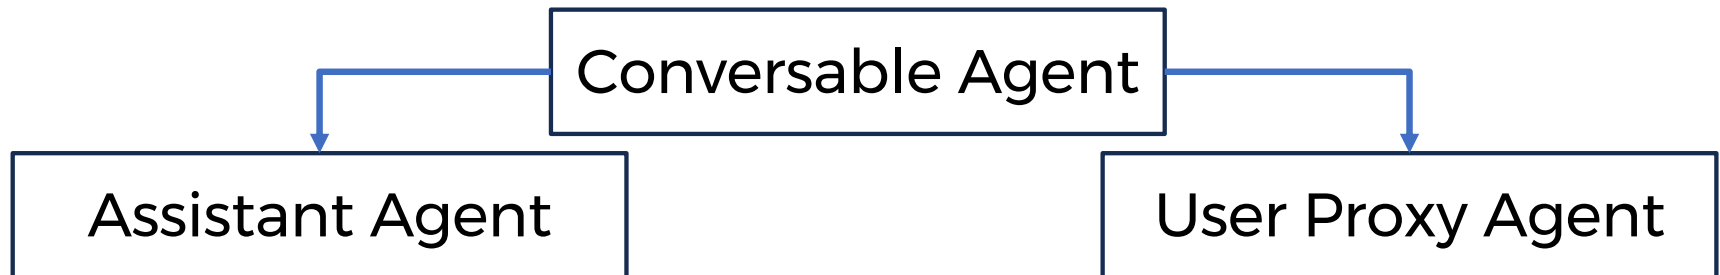 Conversable Agent
Assistant Agent
User Proxy Agent